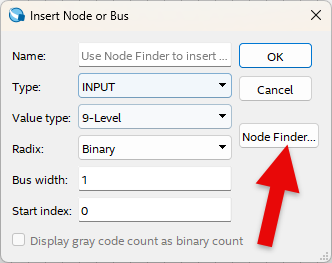 Insert Node or Bus
Name: Use Node Finder to insert ...
OK
Type: INPUT
Cancel
Value type: 9-Level
Node Finder...
Radix: Binary
Bus width: 1
Start index: 0
Display gray code count as binary count